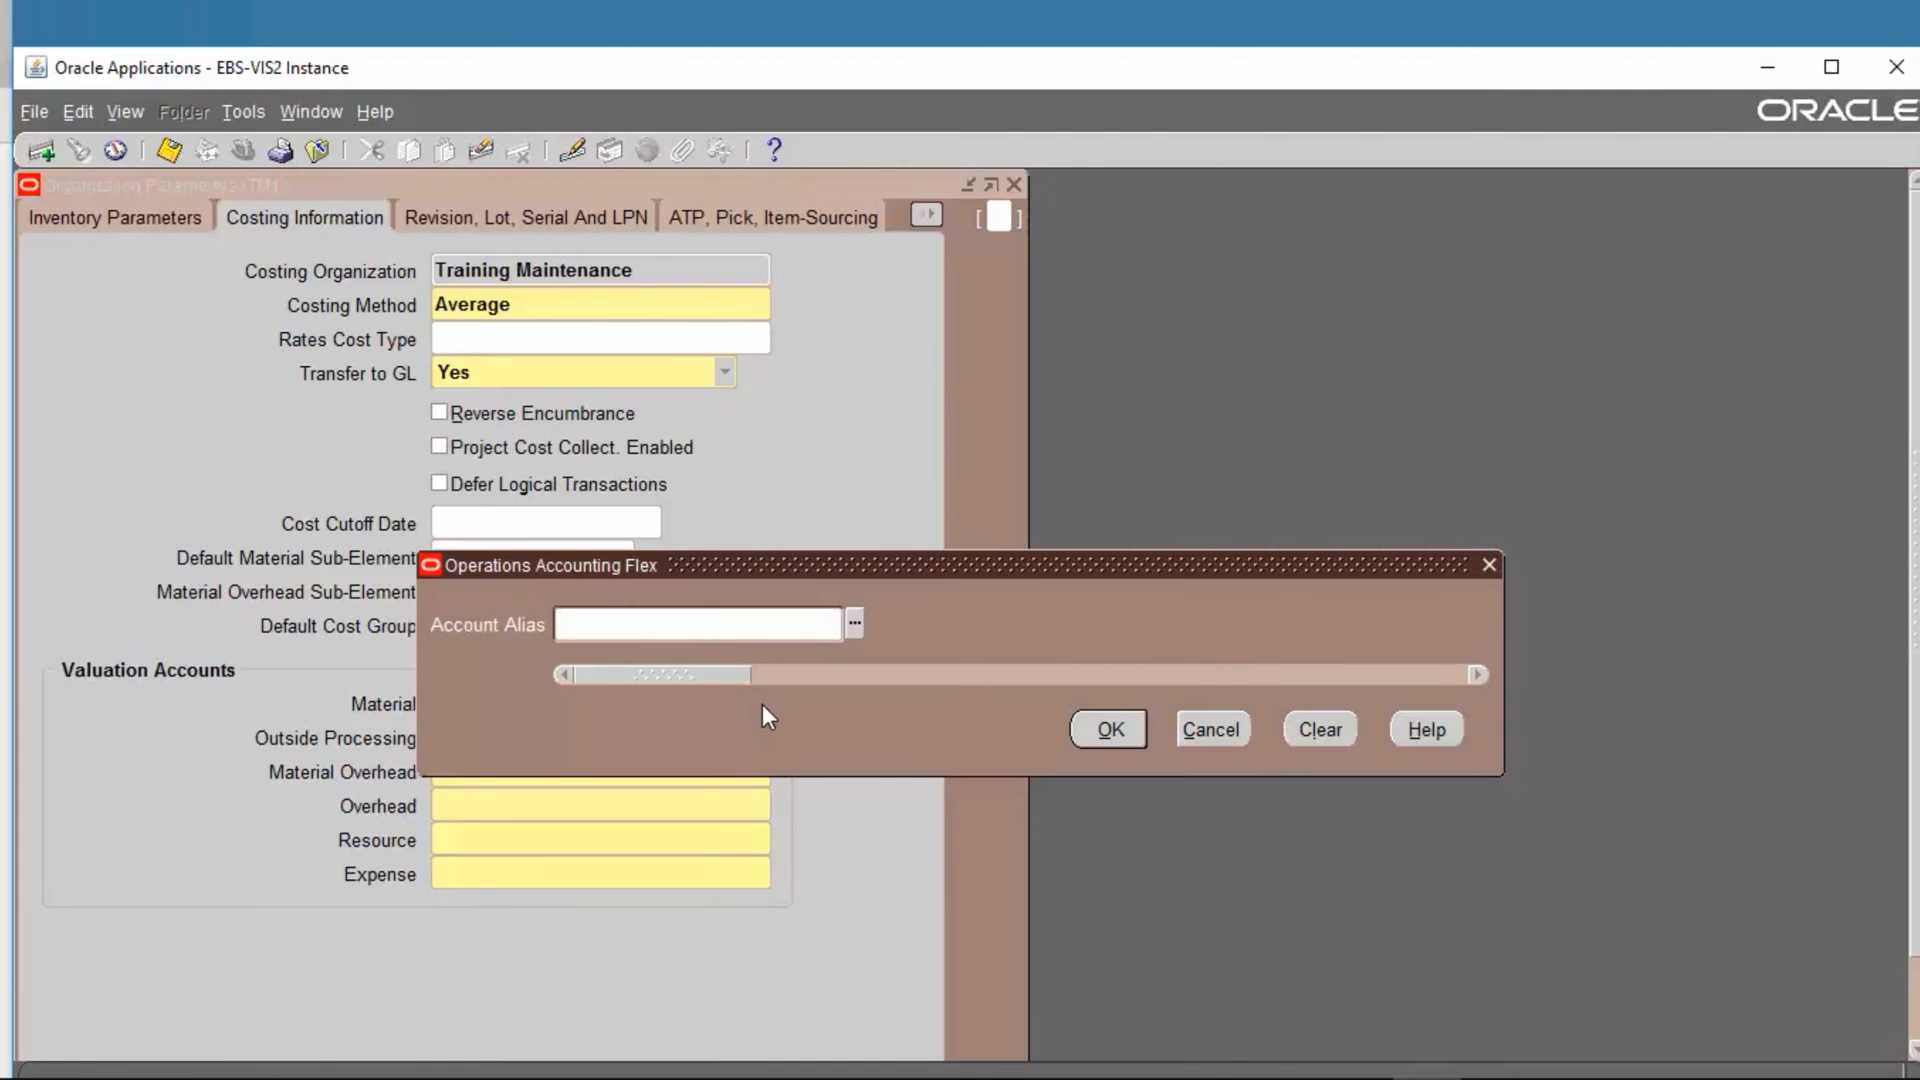 Oracle Applications - EBS-VIS2 Instance
File Edit View Folder Tools Window Help
ORACLE
Organization Parameters (TM1)
Inventory Parameters Costing Information Revision, Lot, Serial And LPN ATP, Pick, Item-Sourcing [ ]
Costing Organization Training Maintenance
Costing Method Average
Rates Cost Type
Transfer to GL Yes
Reverse Encumbrance
Project Cost Collect. Enabled
Defer Logical Transactions
Cost Cutoff Date
Default Material Sub-Element
Material Overhead Sub-Element
Default Cost Group
Operations Accounting Flex
Account Alias
OK Cancel Clear Help
Valuation Accounts
Material
Outside Processing
Material Overhead
Overhead
Resource
Expense